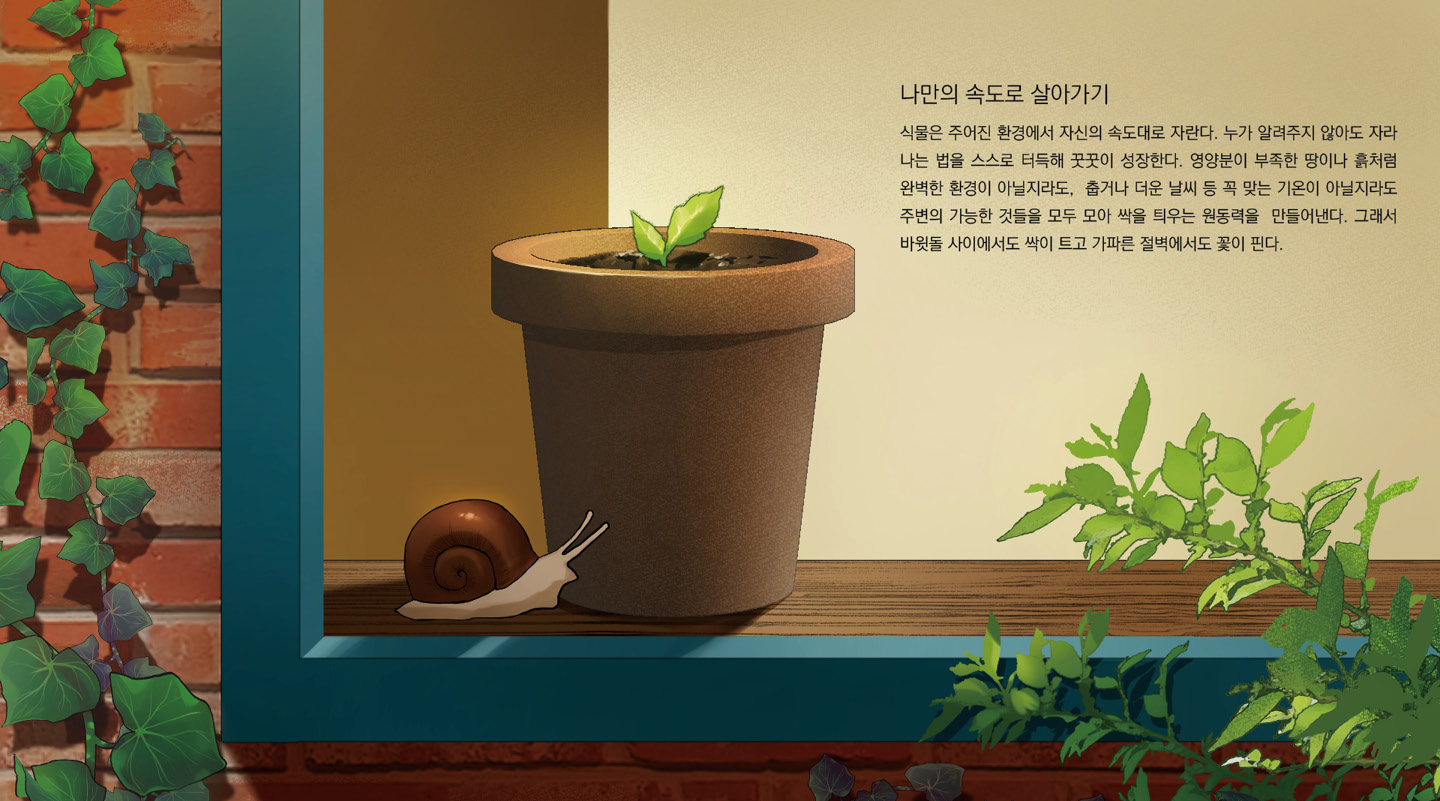 나만의 속도로 살아가기
식물은 주어진 환경에서 자신의 속도대로 자란다. 누가 알려주지 않아도 자라
나는 법을 스스로 터득해 꿋꿋이 성장한다. 영양분이 부족한 땅이나 흙처럼
완벽한 환경이 아닐지라도, 춥거나 더운 날씨 등 꼭 맞는 기온이 아닐지라도
주변의 가능한 것들을 모두 모아 싹을 틔우는 원동력을 만들어낸다. 그래서
바윗돌 사이에서도 싹이 트고 가파른 절벽에서도 꽃이 핀다.